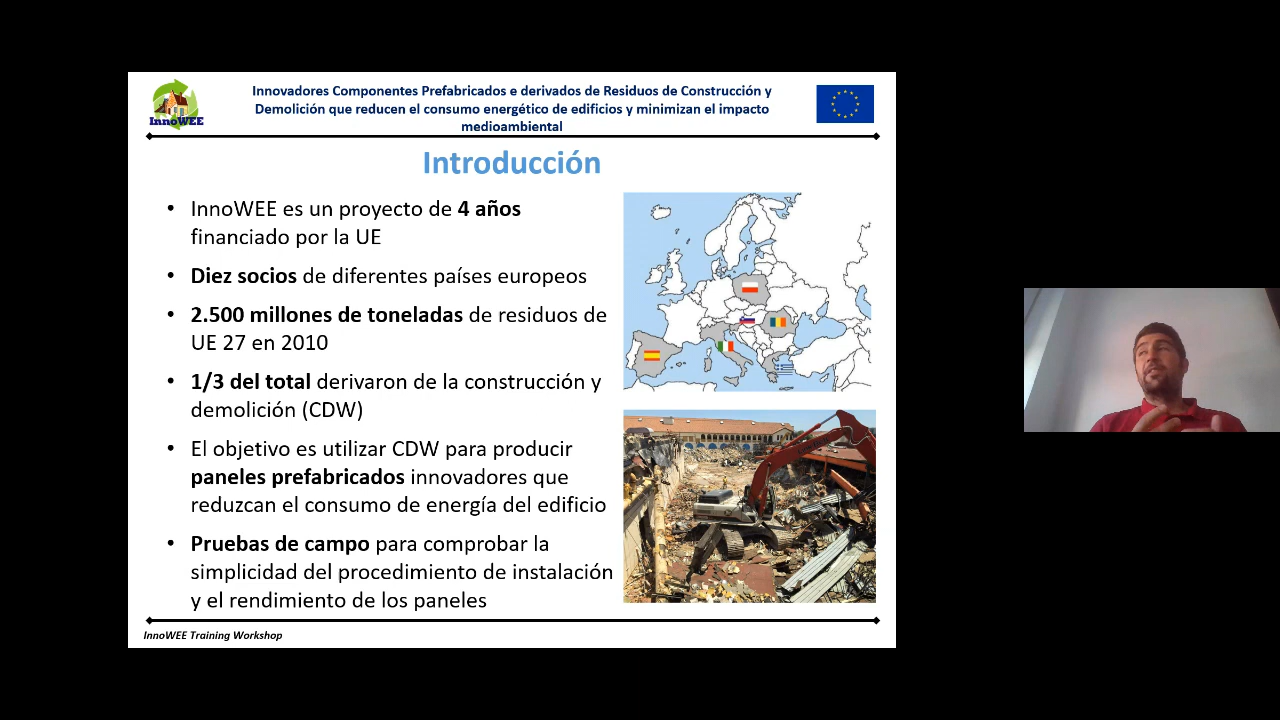 InnoWEE
Innovadores Componentes Prefabricados e derivados de Residuos de Construcción y
Demolición que reducen el consumo energético de edificios y minimizan el impacto
medioambiental
Introducción
• InnoWEE es un proyecto de 4 años
financiado por la UE
• Diez socios de diferentes países europeos
• 2.500 millones de toneladas de residuos de
UE 27 en 2010
• 1/3 del total derivaron de la construcción y
demolición (CDW)
• El objetivo es utilizar CDW para producir
paneles prefabricados innovadores que
reduzcan el consumo de energía del edificio
• Pruebas de campo para comprobar la
simplicidad del procedimiento de instalación
y el rendimiento de los paneles
InnoWEE Training Workshop